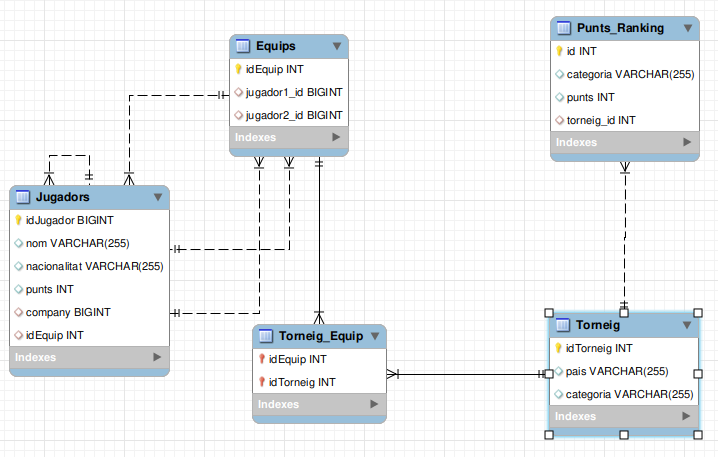 Equips
idEquip INT
jugador1_id BIGINT
jugador2_id BIGINT
Indexes
Punts_Ranking
id INT
categoria VARCHAR(255)
punts INT
torneig_id INT
Indexes
Jugadors
idJugador BIGINT
nom VARCHAR(255)
nacionalitat VARCHAR(255)
punts INT
company BIGINT
idEquip INT
Indexes
Torneig_Equip
idEquip INT
idTorneig INT
Indexes
Torneig
idTorneig INT
pais VARCHAR(255)
categoria VARCHAR(255)
Indexes